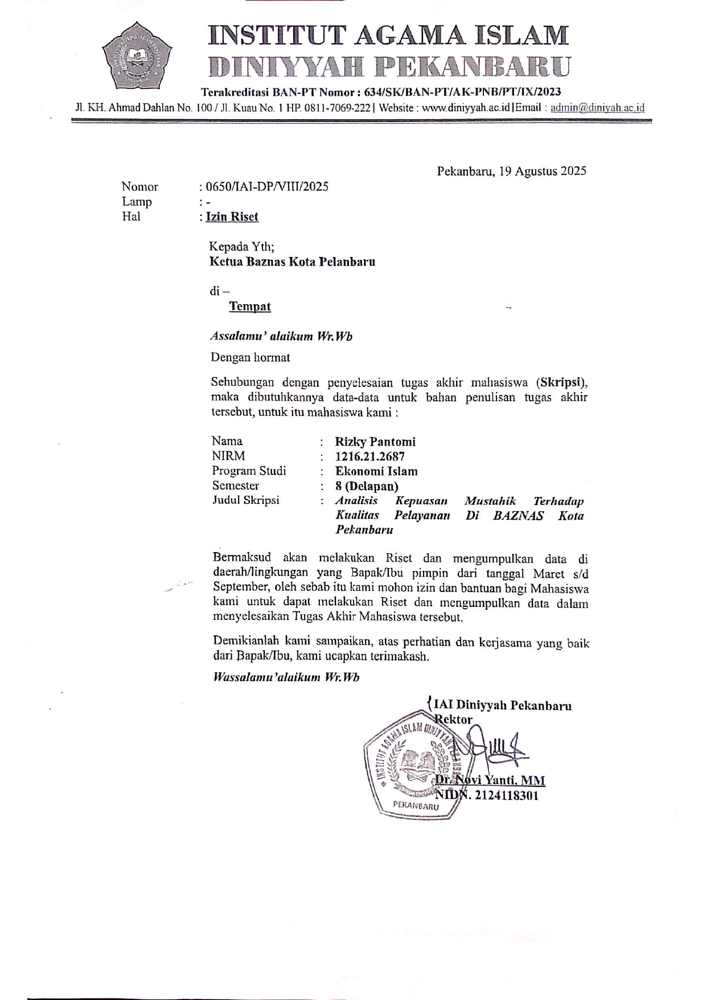 INSTITUT AGAMA ISLAM
DINIYYAH PEKANBARU
Terakreditasi BAN-PT Nomor : 634/SK/BAN-PT/AK-PNB/PT/IX/2023
Jl. KH. Ahmad Dahlan No. 100 / Jl. Kuau No. 1 HP. 0811-7069-222 | Website : www.diniyyah.ac.id |Email : admin@diniyah.ac.id
Pekanbaru, 19 Agustus 2025
Nomor : 0650/IAI-DP/VIII/2025
Lamp : -
Hal : Izin Riset
Kepada Yth;
Ketua Baznas Kota Pelanbaru
di –
Tempat
Assalamu' alaikum Wr.Wb
Dengan hormat
Sehubungan dengan penyelesaian tugas akhir mahasiswa (Skripsi),
maka dibutuhkannya data-data untuk bahan penulisan tugas akhir
tersebut, untuk itu mahasiswa kami :
Nama : Rizky Pantomi
NIRM : 1216.21.2687
Program Studi : Ekonomi Islam
Semester : 8 (Delapan)
Judul Skripsi : Analisis Kepuasan Mustahik Terhadap
Kualitas Pelayanan Di BAZNAS Kota
Pekanbaru
Bermaksud akan melakukan Riset dan mengumpulkan data di
daerah/lingkungan yang Bapak/Ibu pimpin dari tanggal Maret s/d
September, oleh sebab itu kami mohon izin dan bantuan bagi Mahasiswa
kami untuk dapat melakukan Riset dan mengumpulkan data dalam
menyelesaikan Tugas Akhir Mahasiswa tersebut.
Demikianlah kami sampaikan, atas perhatian dan kerjasama yang baik
dari Bapak/Ibu, kami ucapkan terimakash.
Wassalamu'alaikum Wr.Wb
IAI Diniyyah Pekanbaru
Rektor
INSTITUT AGAMA ISLAM DINIYYAH PEKANBARU
Dr. Novi Yanti, MM
NIDN. 2124118301
PEKANBARU